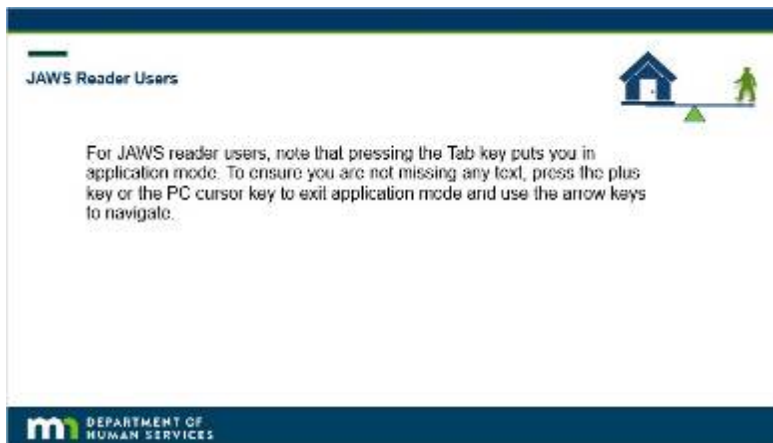 JAWS Reader Users
For JAWS reader users, note that pressing the Tab key puts you in
application mode. To ensure you are not missing any text, press the plus
key or the PC cursor key to exit application mode and use the arrow keys
to navigate.
mn DEPARTMENT OF
HUMAN SERVICES